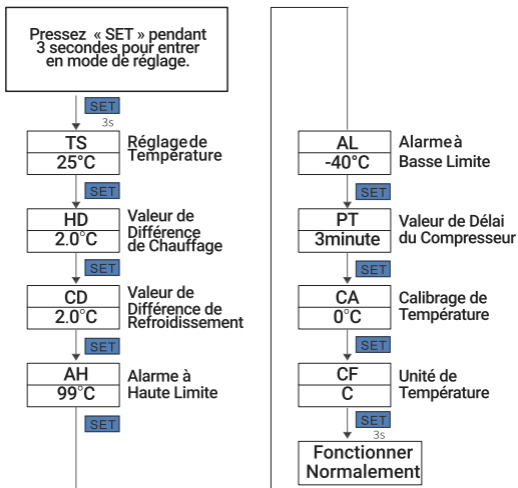 Pressez « SET » pendant
3 secondes pour entrer
en mode de réglage.
SET
3s
TS
25°C
Réglage de
Température
SET
HD
2.0°C
Valeur de
Différence
de Chauffage
SET
CD
2.0°C
Valeur de
Différence de
Refroidissement
SET
AH
99°C
Alarme à
Haute Limite
SET
AL
-40°C
Alarme à
Basse Limite
SET
PT
3minute
Valeur de Délai
du Compresseur
SET
CA
0°C
Calibrage de
Température
SET
CF
C
Unité de
Température
SET
3s
Fonctionner
Normalement